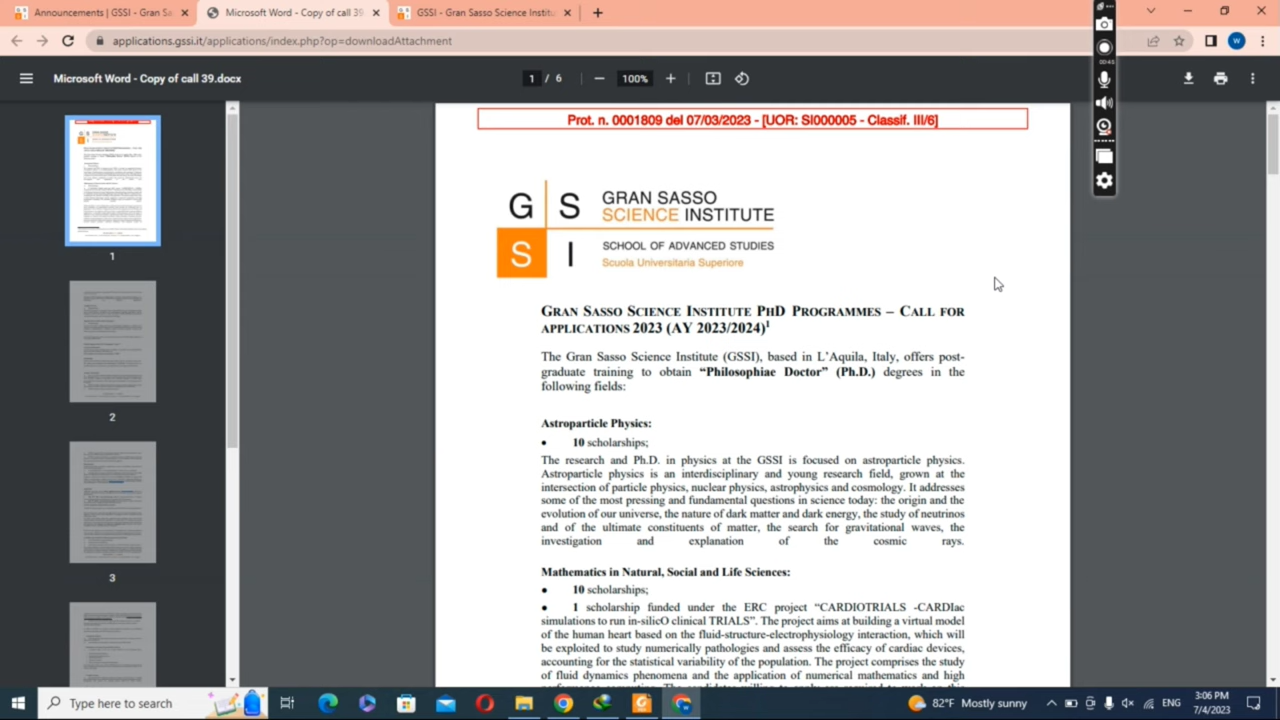 Announcements | GSSI - Gran Sa
Microsoft Word - Copy of call 39.
GSSI - Gran Sasso Science Institu
applications.gssi.it/applications/index.php?op=downloadAttachment
W
00:45
Microsoft Word - Copy of call 39.docx
1 / 6
100%
1
2
3
Prot. n. 0001809 del 07/03/2023 - [UOR: SI000005 - Classif. III/6]
G S S I
GRAN SASSO
SCIENCE INSTITUTE
SCHOOL OF ADVANCED STUDIES
Scuola Universitaria Superiore
GRAN SASSO SCIENCE INSTITUTE PHD PROGRAMMES – CALL FOR
APPLICATIONS 2023 (AY 2023/2024)¹
The Gran Sasso Science Institute (GSSI), based in L'Aquila, Italy, offers post-
graduate training to obtain “Philosophiae Doctor” (Ph.D.) degrees in the
following fields:
Astroparticle Physics:
• 10 scholarships;
The research and Ph.D. in physics at the GSSI is focused on astroparticle physics.
Astroparticle physics is an interdisciplinary and young research field, grown at the
intersection of particle physics, nuclear physics, astrophysics and cosmology. It addresses
some of the most pressing and fundamental questions in science today: the origin and the
evolution of our universe, the nature of dark matter and dark energy, the study of neutrinos
and of the ultimate constituents of matter, the search for gravitational waves, the
investigation and explanation of the cosmic rays.
Mathematics in Natural, Social and Life Sciences:
• 10 scholarships;
• 1 scholarship funded under the ERC project “CARDIOTRIALS -CARDIac
simulations to run in-silicO clinical TRIALS”. The project aims at building a virtual model
of the human heart based on the fluid-structure-electrophysiology interaction, which will
be exploited to study numerically pathologies and assess the efficacy of cardiac devices,
accounting for the statistical variability of the population. The project comprises the study
of fluid dynamics phenomena and the application of numerical mathematics and high
Type here to search
82°F Mostly sunny
ENG
3:06 PM
7/4/2023